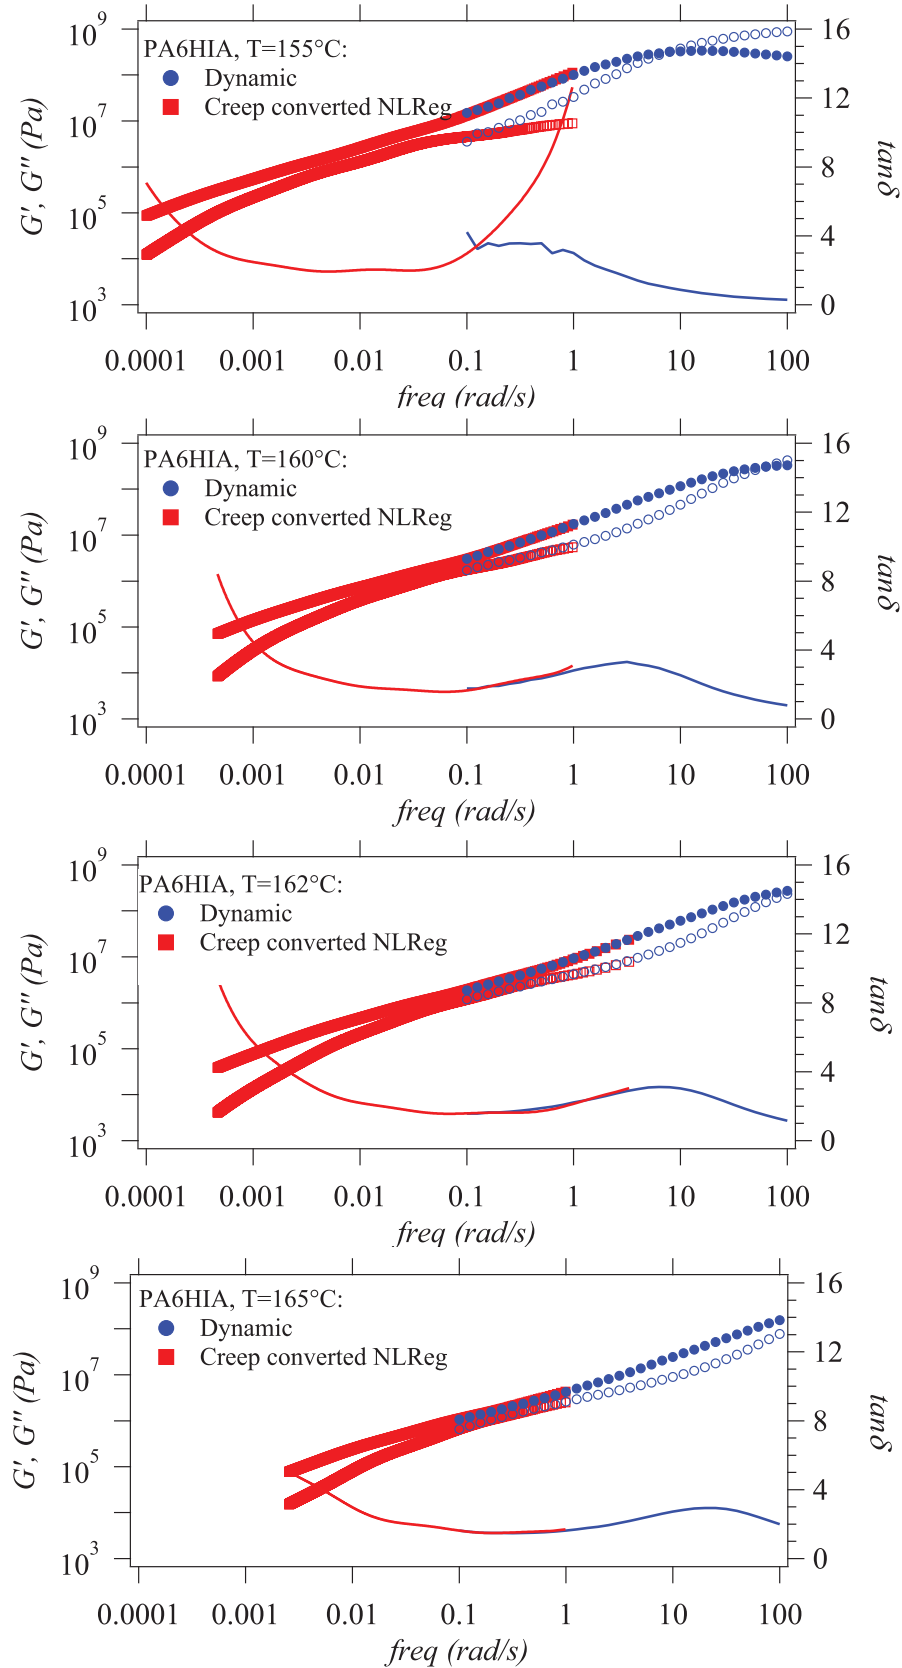 PA6HIA, T=155°C:
Dynamic
Creep converted NLReg
G', G'' (Pa)
10^9
10^7
10^5
10^3
16
12
8
4
0
tanδ
0.0001 0.001 0.01 0.1 1 10 100
freq (rad/s)
PA6HIA, T=160°C:
Dynamic
Creep converted NLReg
G', G'' (Pa)
10^9
10^7
10^5
10^3
16
12
8
4
0
tanδ
0.0001 0.001 0.01 0.1 1 10 100
freq (rad/s)
PA6HIA, T=162°C:
Dynamic
Creep converted NLReg
G', G'' (Pa)
10^9
10^7
10^5
10^3
16
12
8
4
0
tanδ
0.0001 0.001 0.01 0.1 1 10 100
freq (rad/s)
PA6HIA, T=165°C:
Dynamic
Creep converted NLReg
G', G'' (Pa)
10^9
10^7
10^5
10^3
16
12
8
4
0
tanδ
0.0001 0.001 0.01 0.1 1 10 100
freq (rad/s)